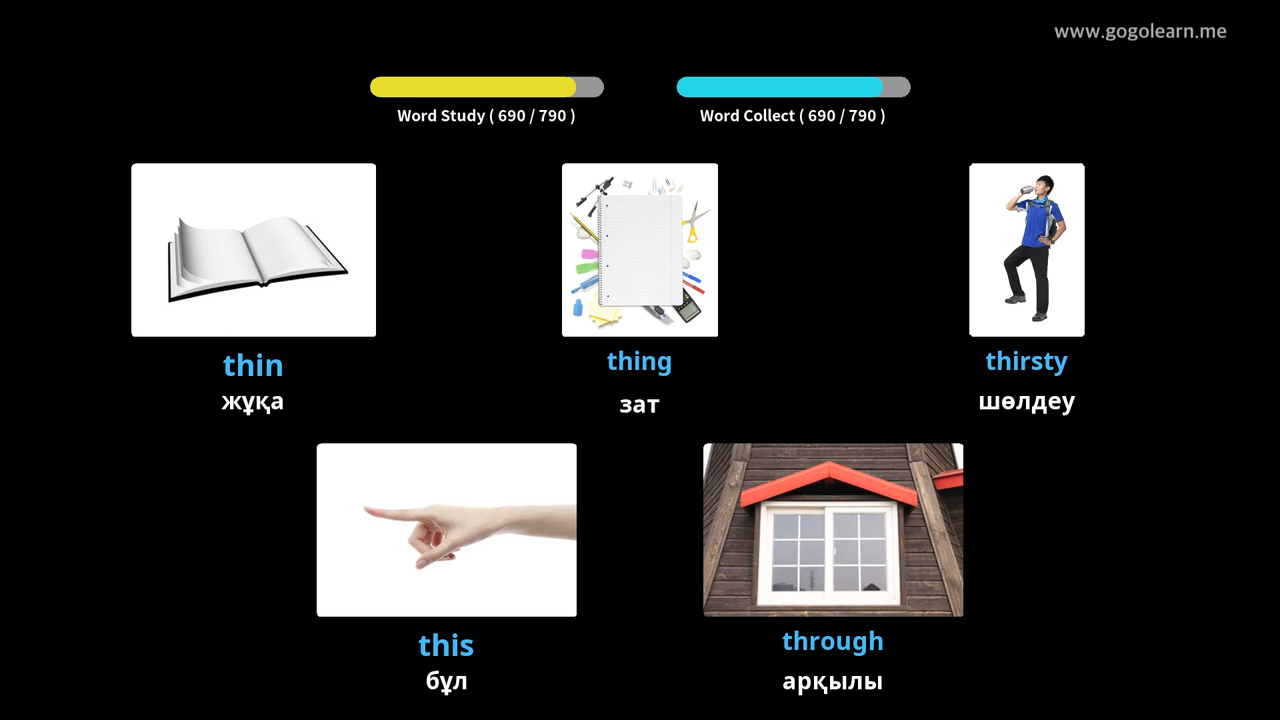 www.gogolearn.me
Word Study ( 690 / 790 )
Word Collect ( 690 / 790 )
thin
жұқа
thing
зат
thirsty
шөлдеу
this
бұл
through
арқылы